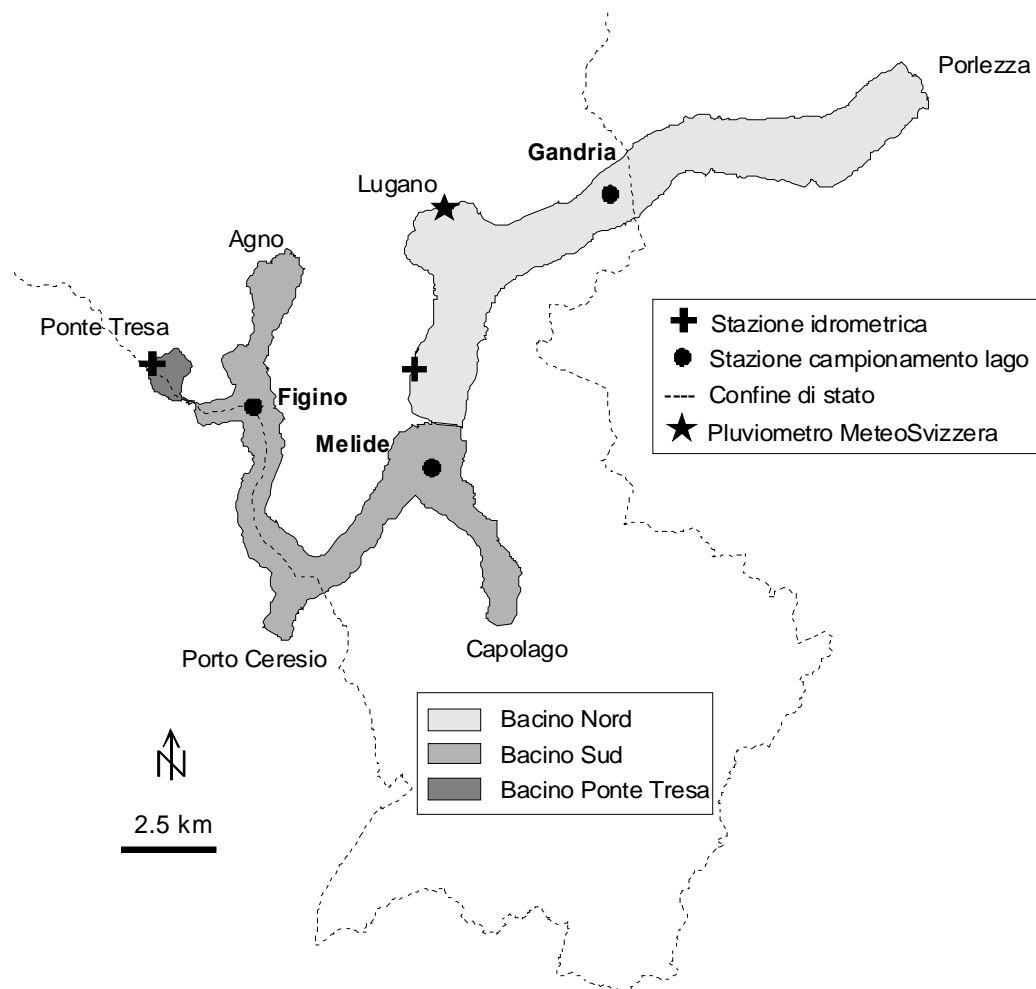 Porlezza
Gandria
Lugano
Agno
Ponte Tresa
Figino
Melide
Porto Ceresio
Capolago
Stazione idrometrica
Stazione campionamento lago
Confine di stato
Pluviometro MeteoSvizzera
Bacino Nord
Bacino Sud
Bacino Ponte Tresa
N
2.5 km